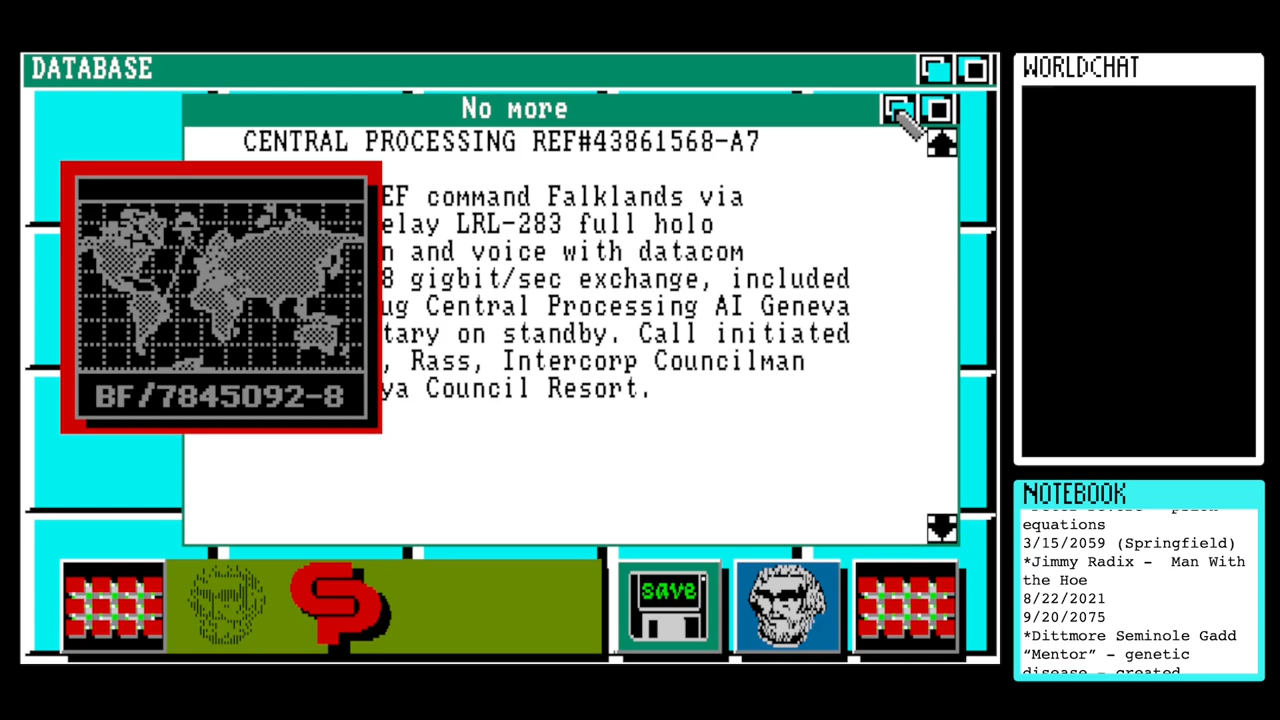 DATABASE
No more
CENTRAL PROCESSING REF#43861568-A7
EF command Falklands via
elay LRL-283 full holo
n and voice with datacom
8 gigbit/sec exchange, included
ug Central Processing AI Geneva
tary on standby. Call initiated
, Rass, Intercorp Councilman
ya Council Resort.
BF/7845092-8
save
WORLDCHAT
NOTEBOOK
equations
3/15/2059 (Springfield)
*Jimmy Radix - Man With
the Hoe
8/22/2021
9/20/2075
*Dittmore Seminole Gadd
“Mentor” - genetic
disease - created